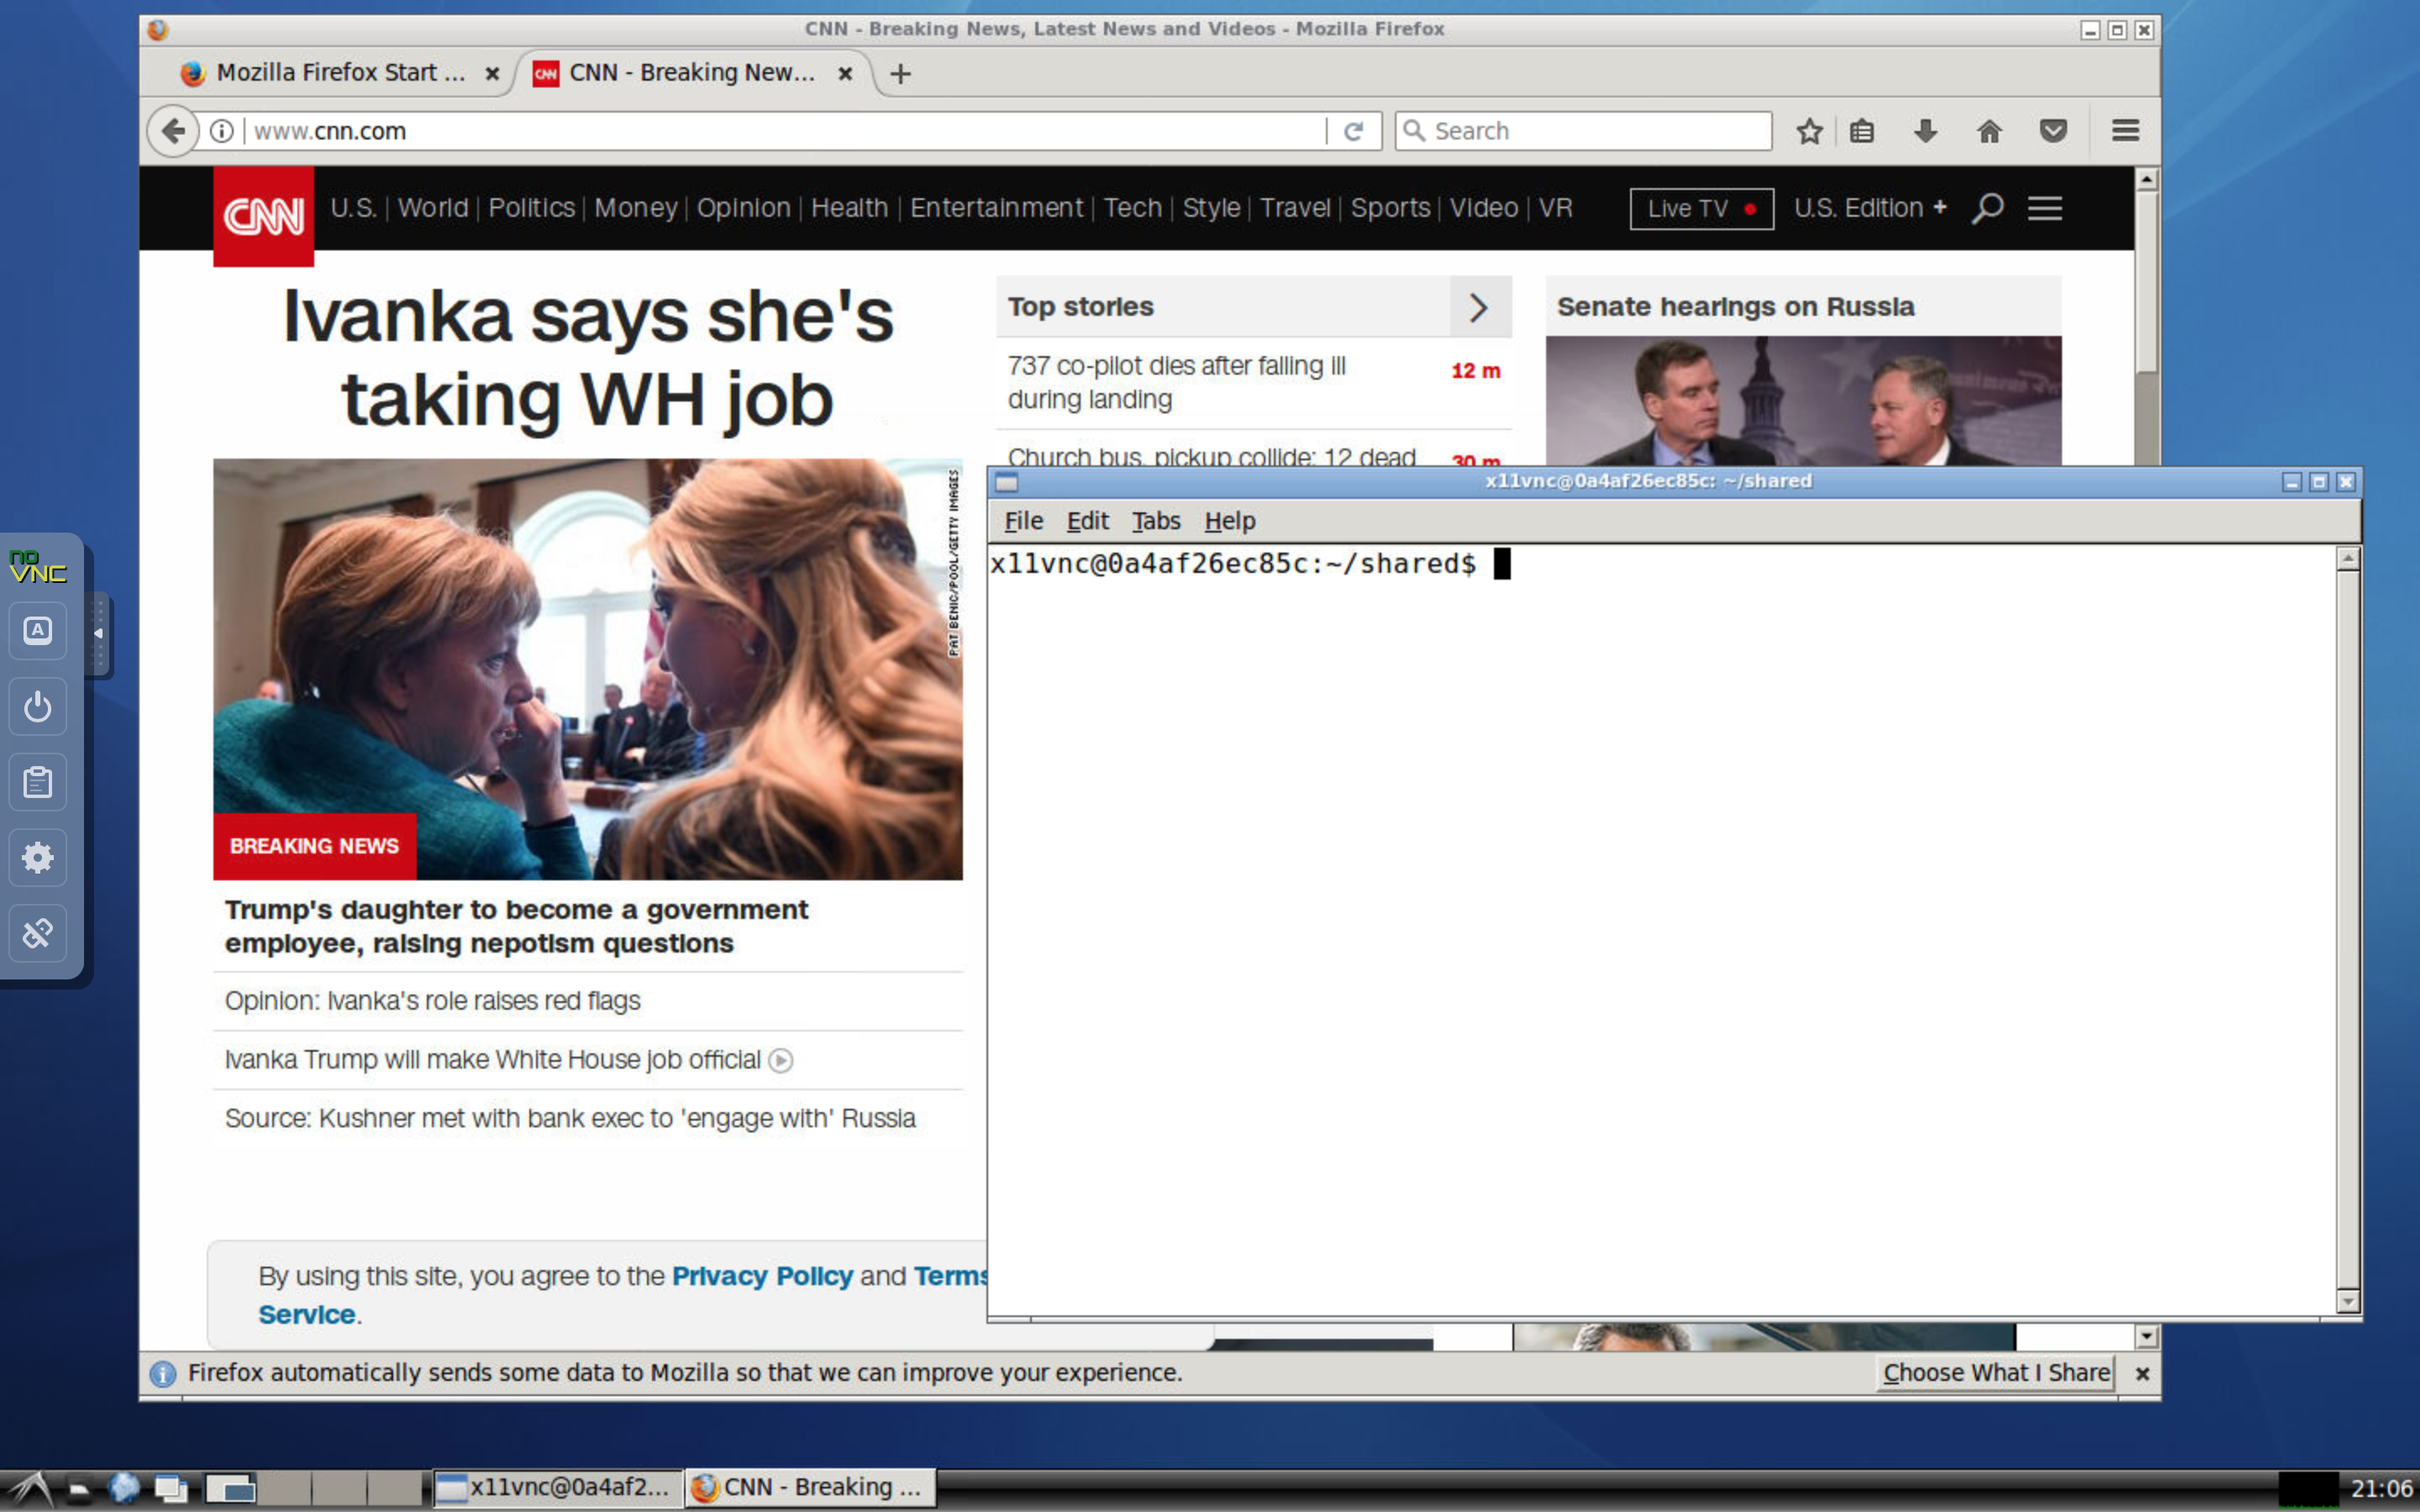 CNN - Breaking News, Latest News and Videos - Mozilla Firefox
Mozilla Firefox Start ...
CNN - Breaking New...
www.cnn.com
Search
CNN
U.S. | World | Politics | Money | Opinion | Health | Entertainment | Tech | Style | Travel | Sports | Video | VR
Live TV
U.S. Edition +
Ivanka says she's
taking WH job
PAT BENIC/POOL/GETTY IMAGES
BREAKING NEWS
Trump's daughter to become a government
employee, raising nepotism questions
Opinion: Ivanka's role raises red flags
Ivanka Trump will make White House job official
Source: Kushner met with bank exec to 'engage with' Russia
Top stories
737 co-pilot dies after falling ill
during landing
12 m
Church bus, pickup collide; 12 dead
30 m
Senate hearings on Russia
x11vnc@0a4af26ec85c: ~/shared
File Edit Tabs Help
x11vnc@0a4af26ec85c:~/shared$
no
VNC
A
By using this site, you agree to the Privacy Policy and Terms
Service.
Firefox automatically sends some data to Mozilla so that we can improve your experience.
Choose What I Share
x11vnc@0a4af2...
CNN - Breaking ...
21:06